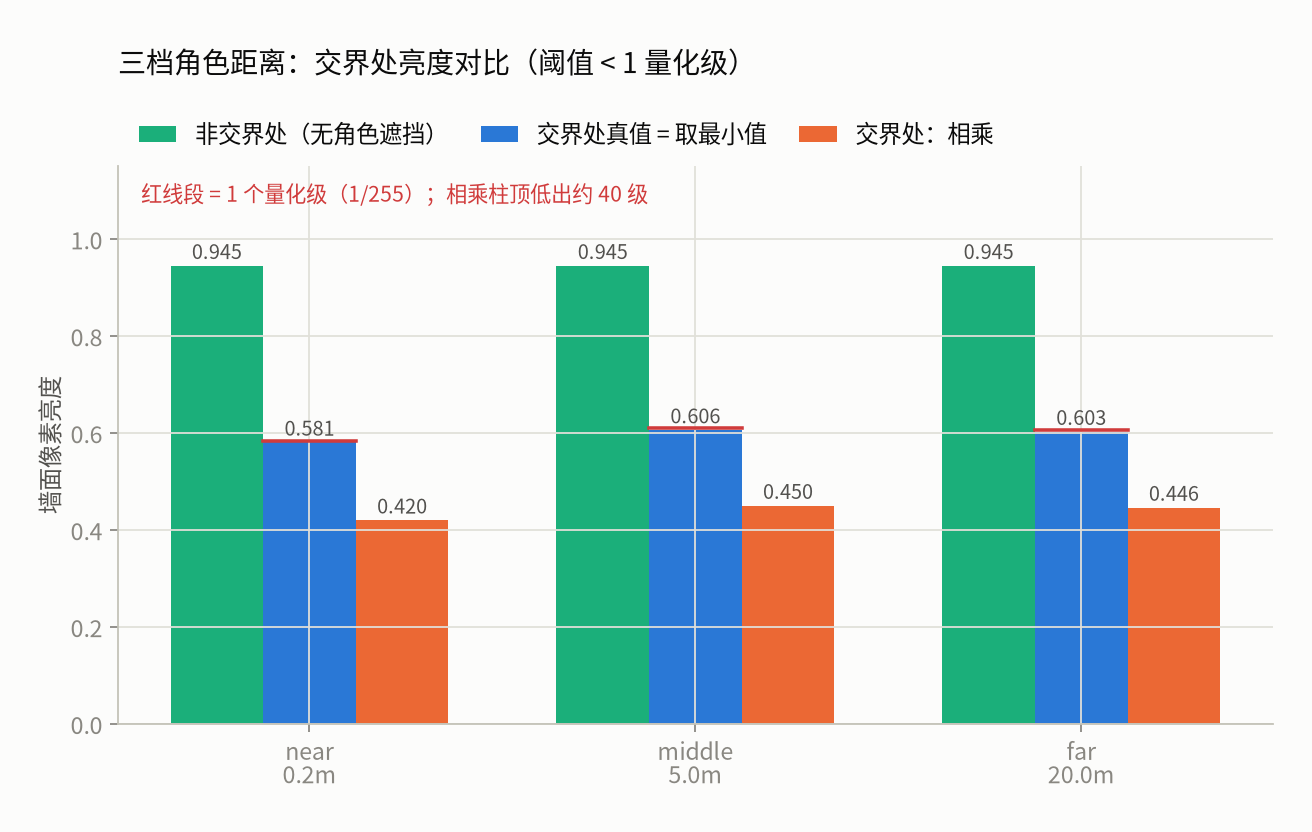 三档角色距离：交界处亮度对比（阈值 < 1 量化级）
非交界处（无角色遮挡） 交界处真值 = 取最小值 交界处：相乘
红线段 = 1 个量化级（1/255）；相乘柱顶低出约 40 级
墙面像素亮度
1.0
0.8
0.6
0.4
0.2
0.0
0.945
0.581
0.420
0.945
0.606
0.450
0.945
0.603
0.446
near
0.2m
middle
5.0m
far
20.0m